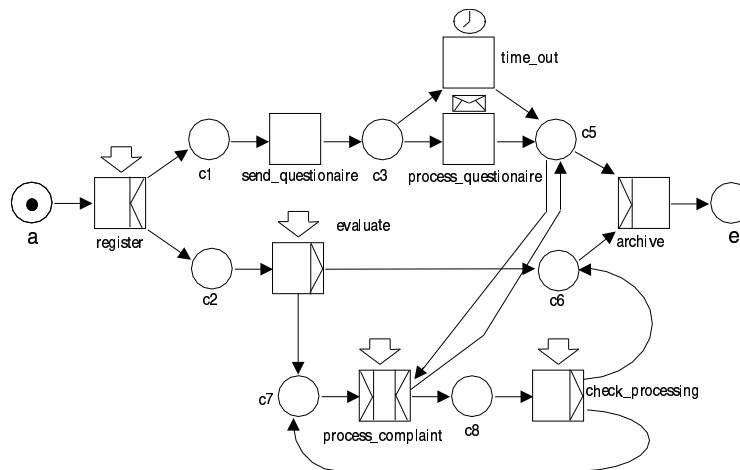 time_out
c5
c1
send_questionaire
c3
process_questionaire
a
register
evaluate
archive
e
c2
c6
c7
check_processing
process_complaint
c8